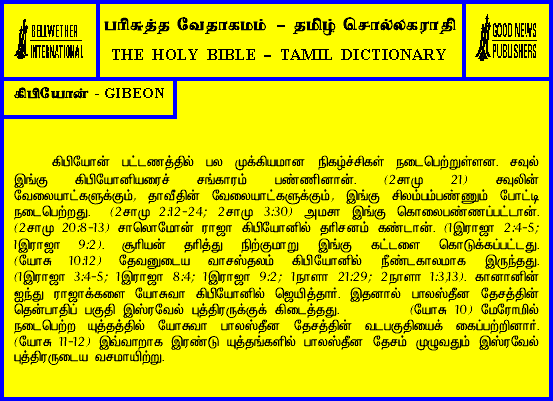 BELLWETHER
INTERNATIONAL
பரிசுத்த வேதாகமம் - தமிழ் சொல்லகராதி
THE HOLY BIBLE - TAMIL DICTIONARY
GOOD NEWS
PUBLISHERS
கிபியோன் - GIBEON
கிபியோன் பட்டணத்தில் பல முக்கியமான நிகழ்ச்சிகள் நடைபெற்றுள்ளன. சவுல்
இங்கு கிபியோனியரைச் சங்காரம் பண்ணினான். (2சாமு 21) சவுலின்
வேலையாட்களுக்கும், தாவீதின் வேலையாட்களுக்கும், இங்கு சிலம்பம்பண்ணும் போட்டி
நடைபெற்றது. (2சாமு 2:12-24; 2சாமு 3:30) அமசா இங்கு கொலைபண்ணப்பட்டான்.
(2சாமு 20:8-13) சாலொமோன் ராஜா கிபியோனில் தரிசனம் கண்டான். (1இராஜா 2:4-5;
1இராஜா 9:2). சூரியன் தரித்து நிற்குமாறு இங்கு கட்டளை கொடுக்கப்பட்டது.
(யோசு 10:12) தேவனுடைய வாசஸ்தலம் கிபியோனில் நீண்டகாலமாக இருந்தது.
(1இராஜா 3:4-5; 1இராஜா 8:4; 1இராஜா 9:2; 1நாளா 21:29; 2நாளா 1:3,13). கானானின்
ஐந்து ராஜாக்களை யோசுவா கிபியோனில் ஜெயித்தார். இதனால் பாலஸ்தீன தேசத்தின்
தென்பாதிப் பகுதி இஸ்ரவேல் புத்திரருக்குக் கிடைத்தது. (யோசு 10) மேரோமில்
நடைபெற்ற யுத்தத்தில் யோசுவா பாலஸ்தீன தேசத்தின் வடபகுதியைக் கைப்பற்றினார்.
(யோசு 11-12) இவ்வாறாக இரண்டு யுத்தங்களில் பாலஸ்தீன தேசம் முழுவதும் இஸ்ரவேல்
புத்திரருடைய வசமாயிற்று.